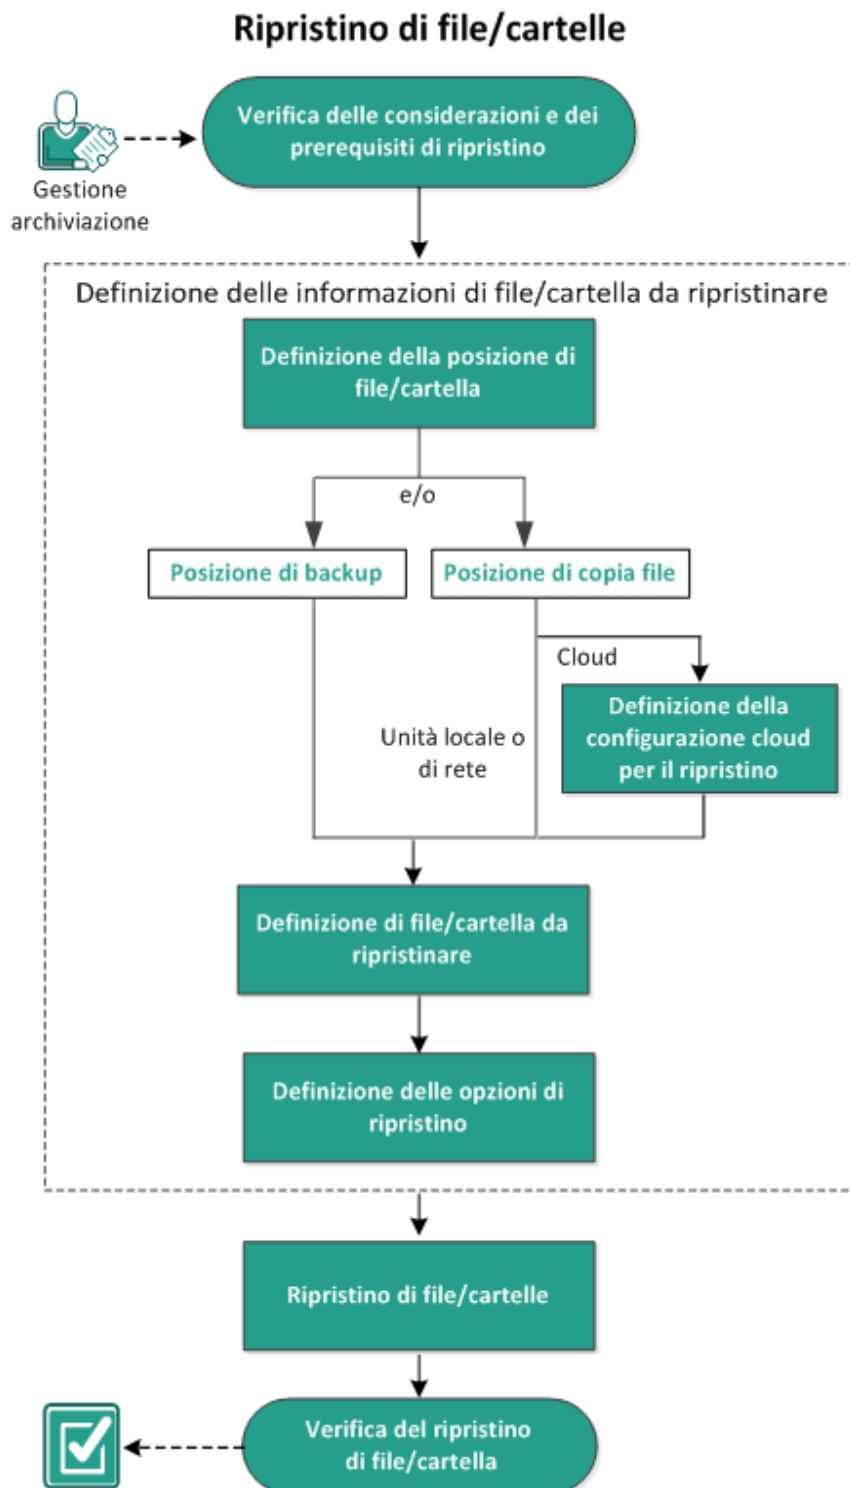 Ripristino di file/cartelle
Verifica delle considerazioni e dei
prerequisiti di ripristino
Gestione
archiviazione
Definizione delle informazioni di file/cartella da ripristinare
Definizione della posizione di
file/cartella
e/o
Posizione di backup
Posizione di copia file
Cloud
Definizione della
configurazione cloud
per il ripristino
Unità locale o
di rete
Definizione di file/cartella da
ripristinare
Definizione delle opzioni di
ripristino
Ripristino di file/cartelle
Verifica del ripristino
di file/cartella